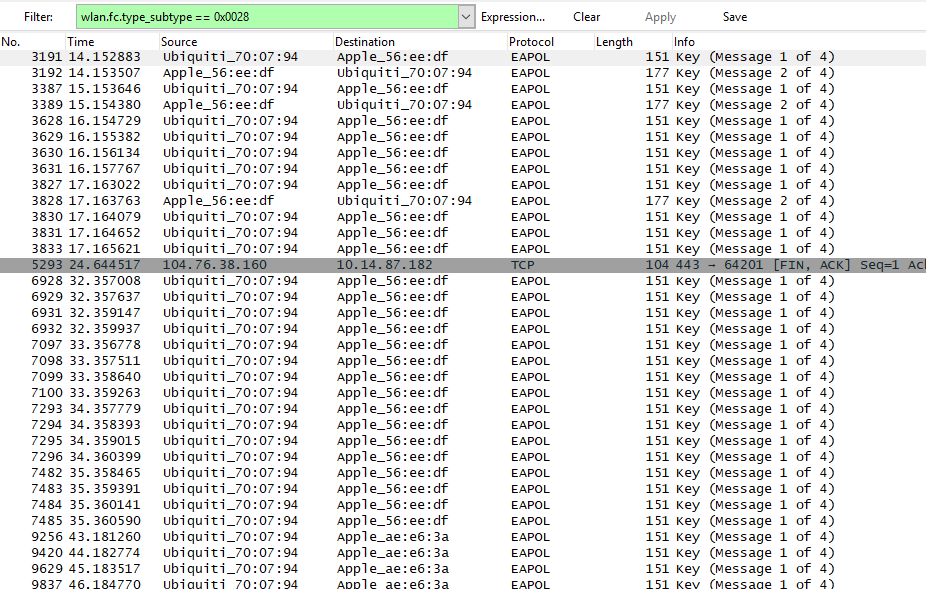 Filter: wlan.fc.type_subtype == 0x0028 Expression... Clear Apply Save
No. Time Source Destination Protocol Length Info
3191 14.152883 Ubiquiti_70:07:94 Apple_56:ee:df EAPOL 151 Key (Message 1 of 4)
3192 14.153507 Apple_56:ee:df Ubiquiti_70:07:94 EAPOL 177 Key (Message 2 of 4)
3387 15.153646 Ubiquiti_70:07:94 Apple_56:ee:df EAPOL 151 Key (Message 1 of 4)
3389 15.154380 Apple_56:ee:df Ubiquiti_70:07:94 EAPOL 177 Key (Message 2 of 4)
3628 16.154729 Ubiquiti_70:07:94 Apple_56:ee:df EAPOL 151 Key (Message 1 of 4)
3629 16.155382 Ubiquiti_70:07:94 Apple_56:ee:df EAPOL 151 Key (Message 1 of 4)
3630 16.156134 Ubiquiti_70:07:94 Apple_56:ee:df EAPOL 151 Key (Message 1 of 4)
3631 16.157767 Ubiquiti_70:07:94 Apple_56:ee:df EAPOL 151 Key (Message 1 of 4)
3827 17.163022 Ubiquiti_70:07:94 Apple_56:ee:df EAPOL 151 Key (Message 1 of 4)
3828 17.163763 Apple_56:ee:df Ubiquiti_70:07:94 EAPOL 177 Key (Message 2 of 4)
3830 17.164079 Ubiquiti_70:07:94 Apple_56:ee:df EAPOL 151 Key (Message 1 of 4)
3831 17.164652 Ubiquiti_70:07:94 Apple_56:ee:df EAPOL 151 Key (Message 1 of 4)
3833 17.165621 Ubiquiti_70:07:94 Apple_56:ee:df EAPOL 151 Key (Message 1 of 4)
5293 24.644517 104.76.38.160 10.14.87.182 TCP 104 443 → 64201 [FIN, ACK] Seq=1 Ac
6928 32.357008 Ubiquiti_70:07:94 Apple_56:ee:df EAPOL 151 Key (Message 1 of 4)
6929 32.357637 Ubiquiti_70:07:94 Apple_56:ee:df EAPOL 151 Key (Message 1 of 4)
6931 32.359147 Ubiquiti_70:07:94 Apple_56:ee:df EAPOL 151 Key (Message 1 of 4)
6932 32.359937 Ubiquiti_70:07:94 Apple_56:ee:df EAPOL 151 Key (Message 1 of 4)
7097 33.356778 Ubiquiti_70:07:94 Apple_56:ee:df EAPOL 151 Key (Message 1 of 4)
7098 33.357511 Ubiquiti_70:07:94 Apple_56:ee:df EAPOL 151 Key (Message 1 of 4)
7099 33.358640 Ubiquiti_70:07:94 Apple_56:ee:df EAPOL 151 Key (Message 1 of 4)
7100 33.359263 Ubiquiti_70:07:94 Apple_56:ee:df EAPOL 151 Key (Message 1 of 4)
7293 34.357779 Ubiquiti_70:07:94 Apple_56:ee:df EAPOL 151 Key (Message 1 of 4)
7294 34.358393 Ubiquiti_70:07:94 Apple_56:ee:df EAPOL 151 Key (Message 1 of 4)
7295 34.359015 Ubiquiti_70:07:94 Apple_56:ee:df EAPOL 151 Key (Message 1 of 4)
7296 34.360399 Ubiquiti_70:07:94 Apple_56:ee:df EAPOL 151 Key (Message 1 of 4)
7482 35.358465 Ubiquiti_70:07:94 Apple_56:ee:df EAPOL 151 Key (Message 1 of 4)
7483 35.359391 Ubiquiti_70:07:94 Apple_56:ee:df EAPOL 151 Key (Message 1 of 4)
7484 35.360141 Ubiquiti_70:07:94 Apple_56:ee:df EAPOL 151 Key (Message 1 of 4)
7485 35.360590 Ubiquiti_70:07:94 Apple_56:ee:df EAPOL 151 Key (Message 1 of 4)
9256 43.181260 Ubiquiti_70:07:94 Apple_ae:e6:3a EAPOL 151 Key (Message 1 of 4)
9420 44.182774 Ubiquiti_70:07:94 Apple_ae:e6:3a EAPOL 151 Key (Message 1 of 4)
9629 45.183517 Ubiquiti_70:07:94 Apple_ae:e6:3a EAPOL 151 Key (Message 1 of 4)
9837 46.184770 Ubiquiti_70:07:94 Apple_ae:e6:3a EAPOL 151 Key (Message 1 of 4)